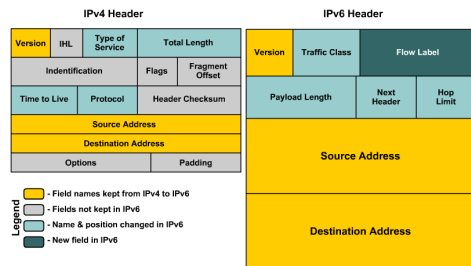 IPv4 Header
Version IHL Type of Service Total Length
Indentification Flags Fragment Offset
Time to Live Protocol Header Checksum
Source Address
Destination Address
Options Padding
IPv6 Header
Version Traffic Class Flow Label
Payload Length Next Header Hop Limit
Source Address
Destination Address
Legend
- Field names kept from IPv4 to IPv6
- Fields not kept in IPv6
- Name & position changed in IPv6
- New field in IPv6